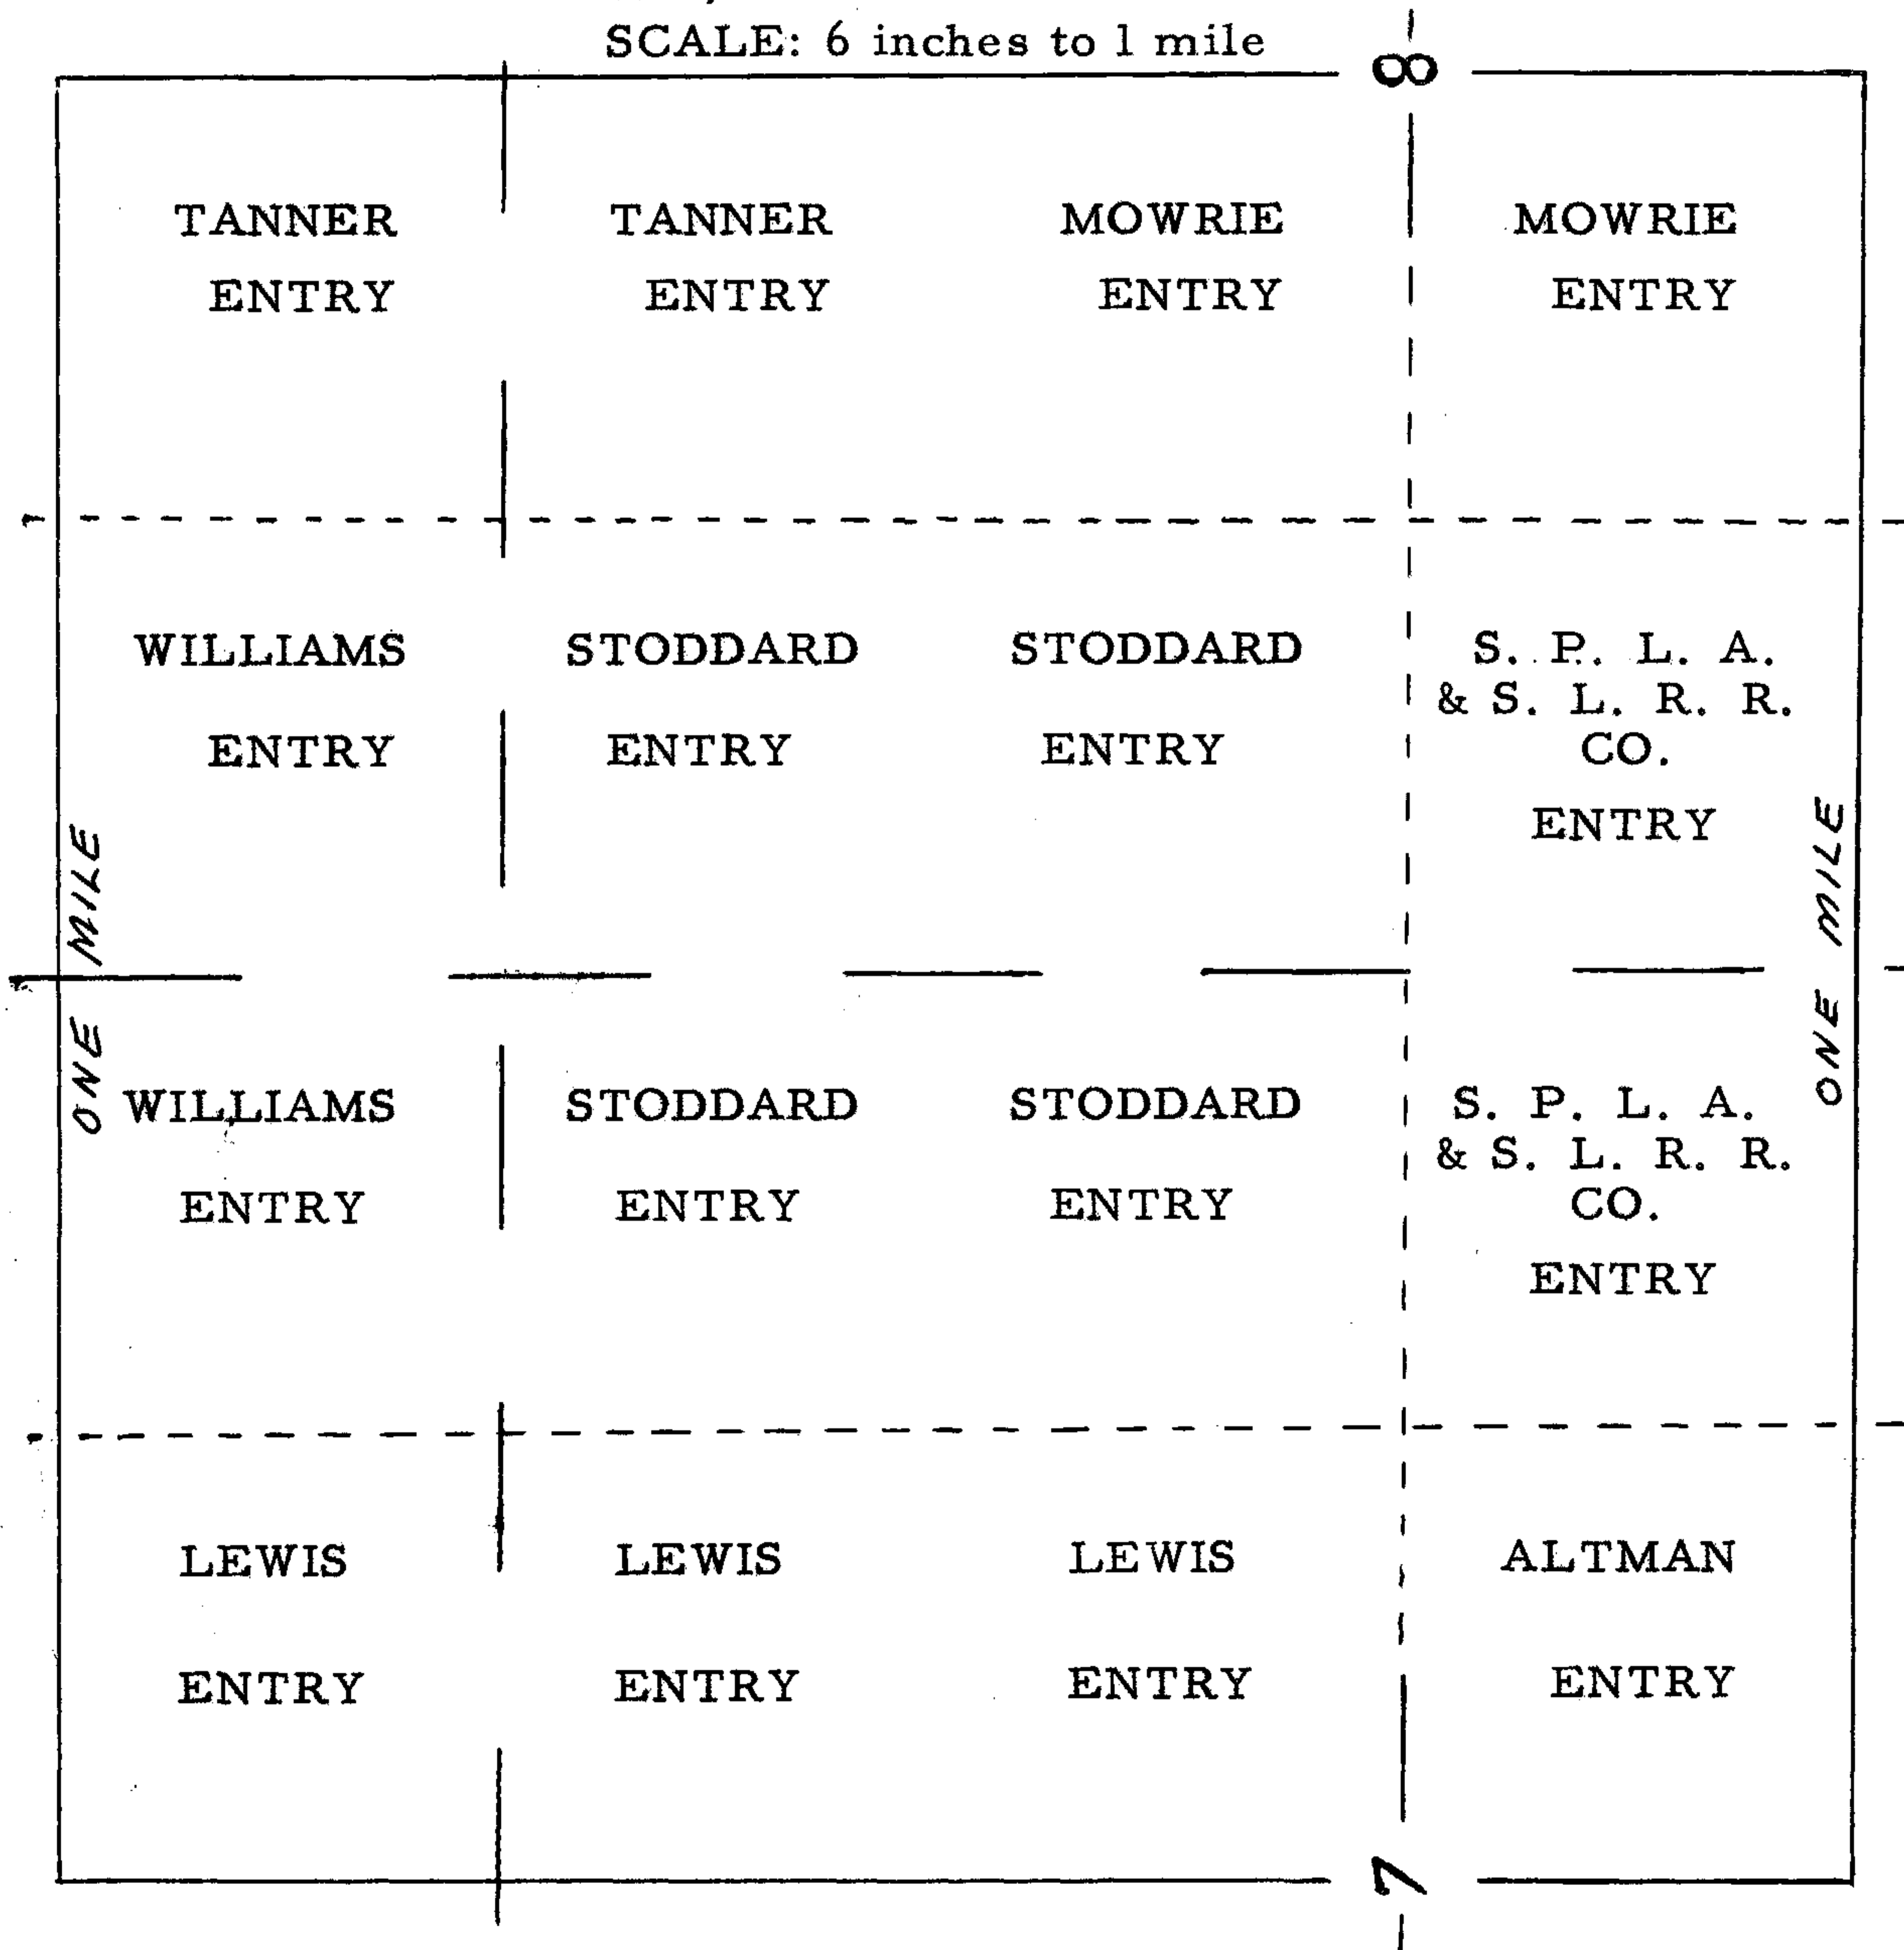 SCALE: 6 inches to 1 mile
8
TANNER ENTRY
TANNER ENTRY
MOWRIE ENTRY
MOWRIE ENTRY
WILLIAMS ENTRY
STODDARD ENTRY
STODDARD ENTRY
S. P. L. A.
& S. L. R. R.
CO.
ENTRY
ONE MILE
ONE MILE
WILLIAMS ENTRY
STODDARD ENTRY
STODDARD ENTRY
S. P. L. A.
& S. L. R. R.
CO.
ENTRY
LEWIS ENTRY
LEWIS ENTRY
LEWIS ENTRY
ALTMAN ENTRY
7